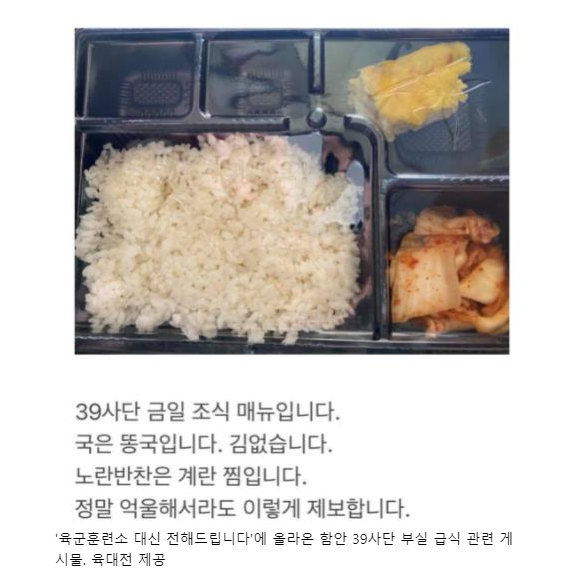 39사단 금일 조식 매뉴입니다.
국은 똥국입니다. 김없습니다.
노란반찬은 계란 찜입니다.
정말 억울해서라도 이렇게 제보합니다.
'육군훈련소 대신 전해드립니다'에 올라온 함안 39사단 부실 급식 관련 게
시물. 육대전 제공